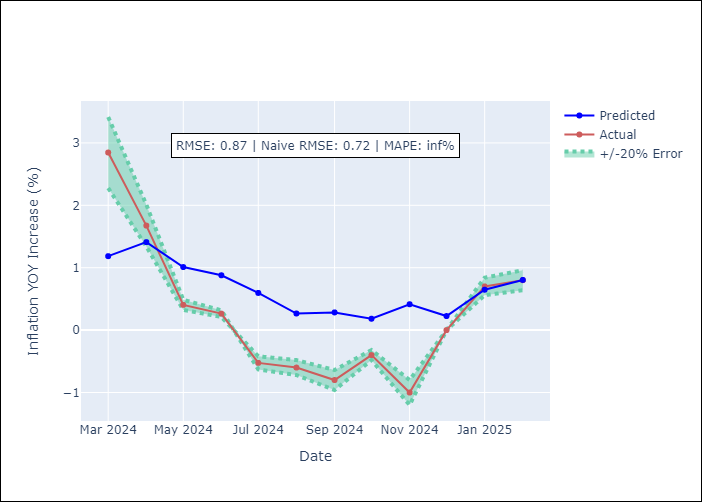 RMSE: 0.87 | Naive RMSE: 0.72 | MAPE: inf%
Predicted
Actual
+/-20% Error
Inflation YOY Increase (%)
3
2
1
0
−1
Mar 2024
May 2024
Jul 2024
Sep 2024
Nov 2024
Jan 2025
Date